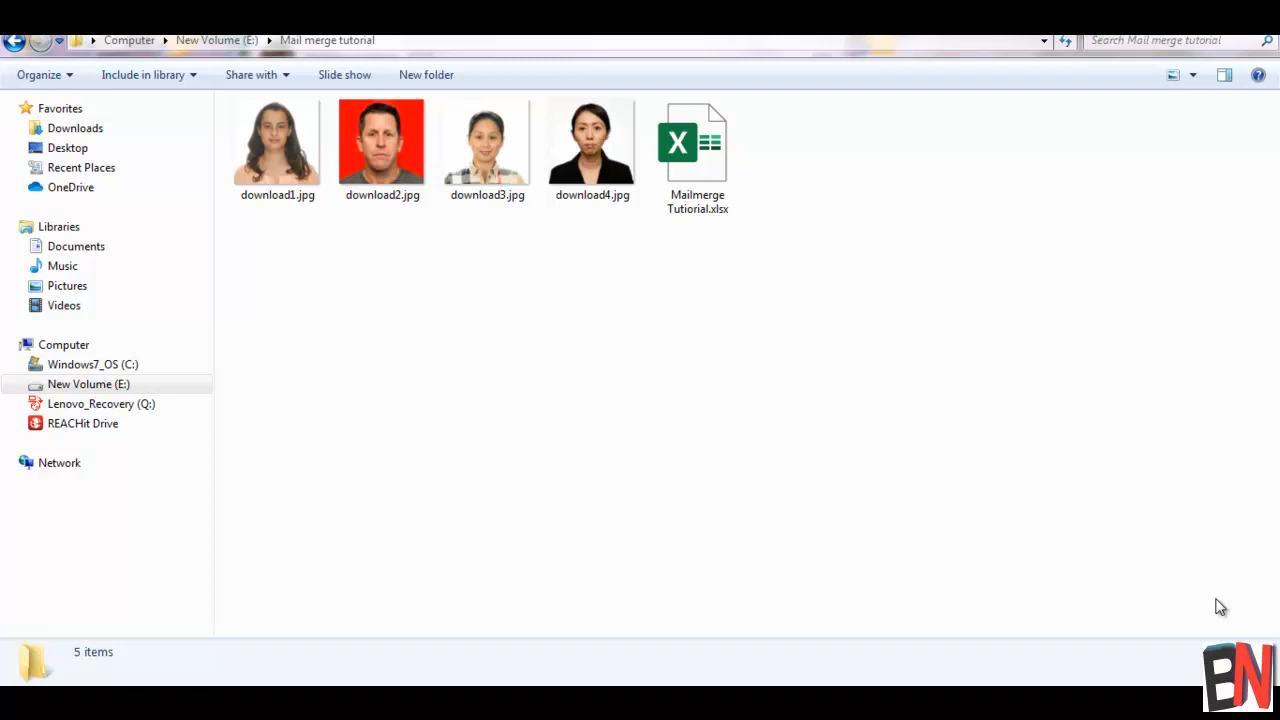 Computer
New Volume (E:)
Mail merge tutorial
Search Mail merge tutorial
Organize
Include in library
Share with
Slide show
New folder
Favorites
Downloads
Desktop
Recent Places
OneDrive
Libraries
Documents
Music
Pictures
Videos
Computer
Windows7_OS (C:)
New Volume (E:)
Lenovo_Recovery (Q:)
REACHit Drive
Network
download1.jpg
download2.jpg
download3.jpg
download4.jpg
X
Mailmerge
Tutiorial.xlsx
5 items
BN